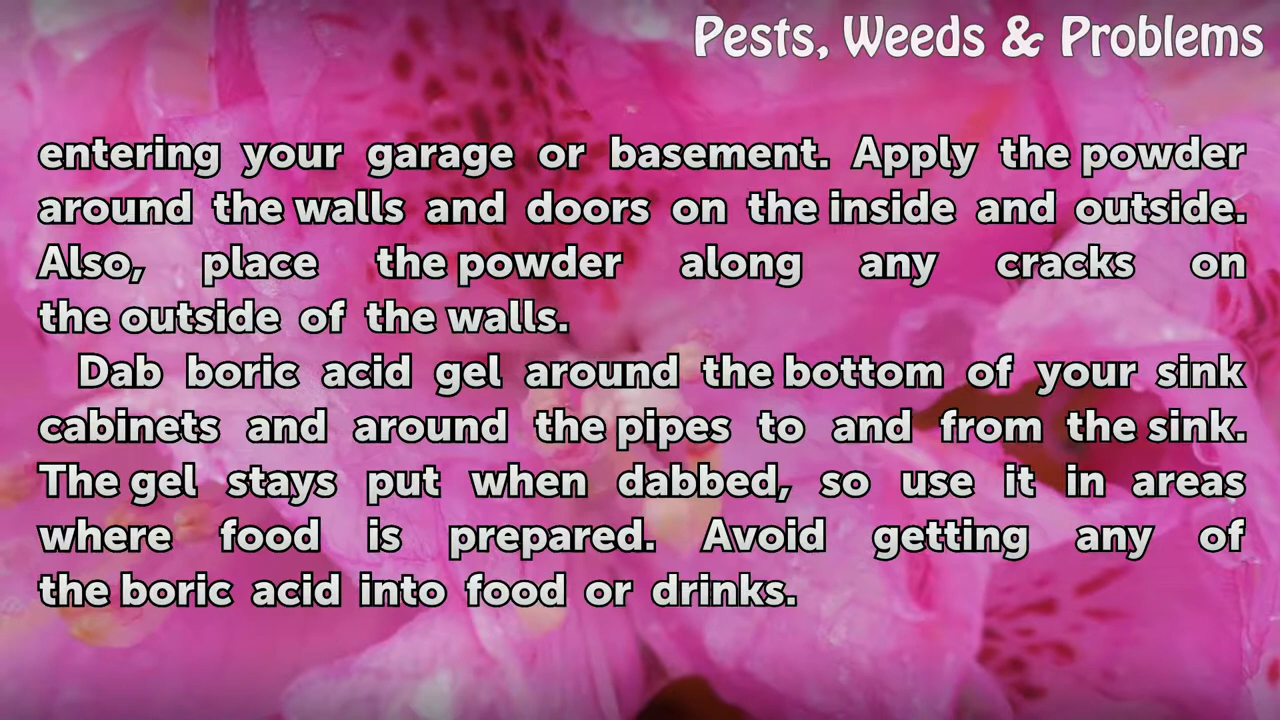 Pests, Weeds & Problems
entering your garage or basement. Apply the powder
around the walls and doors on the inside and outside.
Also, place the powder along any cracks on
the outside of the walls.
Dab boric acid gel around the bottom of your sink
cabinets and around the pipes to and from the sink.
The gel stays put when dabbed, so use it in areas
where food is prepared. Avoid getting any of
the boric acid into food or drinks.